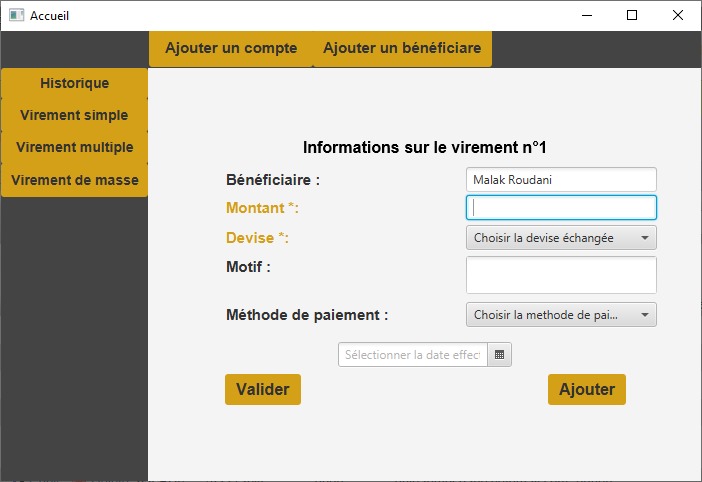 Accueil
Ajouter un compte
Ajouter un bénéficiare
Historique
Virement simple
Virement multiple
Virement de masse
Informations sur le virement n°1
Bénéficiaire :
Malak Roudani
Montant *:
Devise *:
Choisir la devise échangée
Motif :
Méthode de paiement :
Choisir la methode de pai...
Sélectionner la date effect
Valider
Ajouter